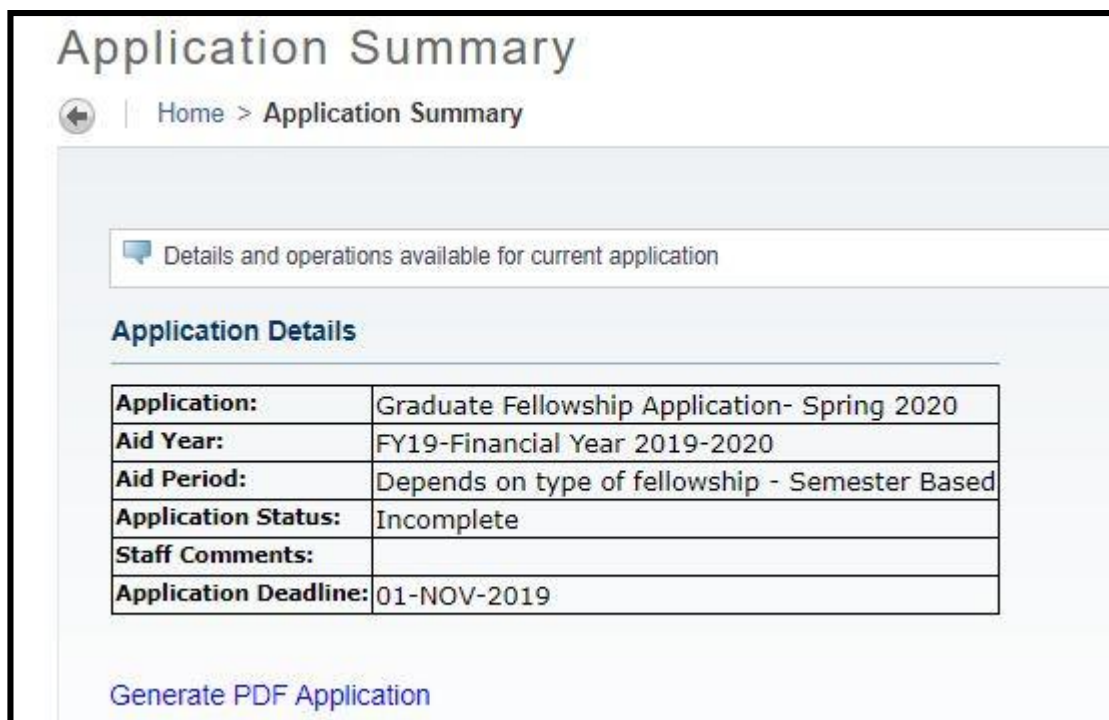 Application Summary
Home > Application Summary
Details and operations available for current application
Application Details
Application: Graduate Fellowship Application- Spring 2020
Aid Year: FY19-Financial Year 2019-2020
Aid Period: Depends on type of fellowship - Semester Based
Application Status: Incomplete
Staff Comments:
Application Deadline: 01-NOV-2019
Generate PDF Application